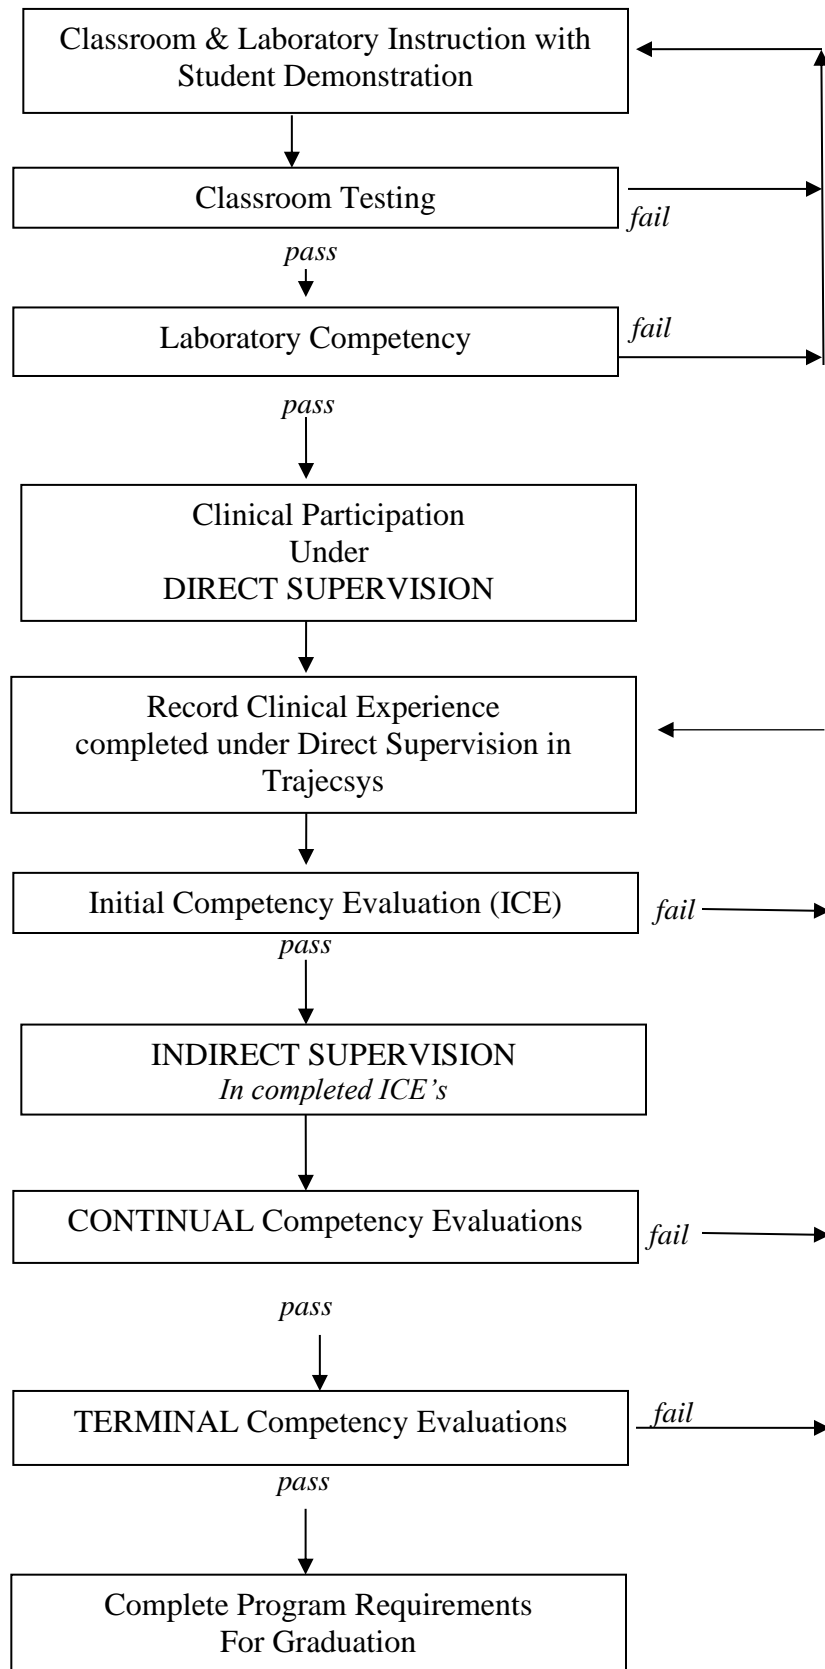 Classroom & Laboratory Instruction with
Student Demonstration
Classroom Testing
fail
pass
Laboratory Competency
fail
pass
Clinical Participation
Under
DIRECT SUPERVISION
Record Clinical Experience
completed under Direct Supervision in
Trajecsys
Initial Competency Evaluation (ICE)
fail
pass
INDIRECT SUPERVISION
In completed ICE’s
CONTINUAL Competency Evaluations
fail
pass
TERMINAL Competency Evaluations
fail
pass
Complete Program Requirements
For Graduation